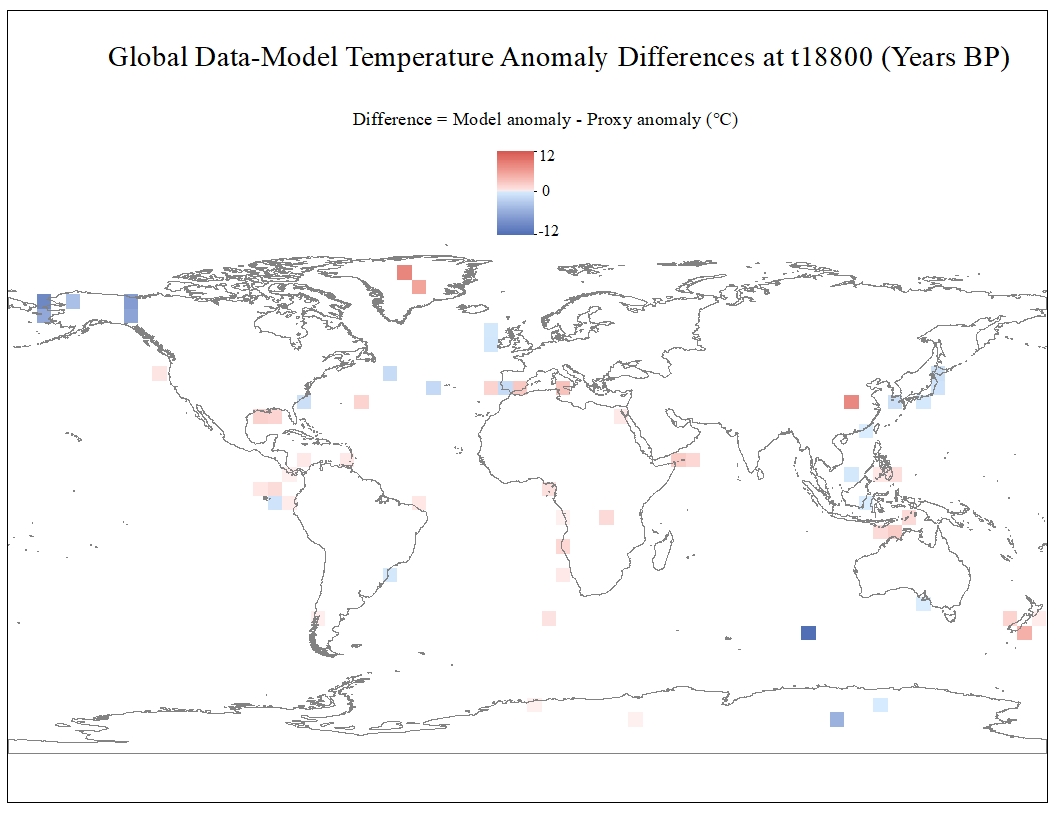 Global Data-Model Temperature Anomaly Differences at t18800 (Years BP)
Difference = Model anomaly - Proxy anomaly (°C)
12
0
-12